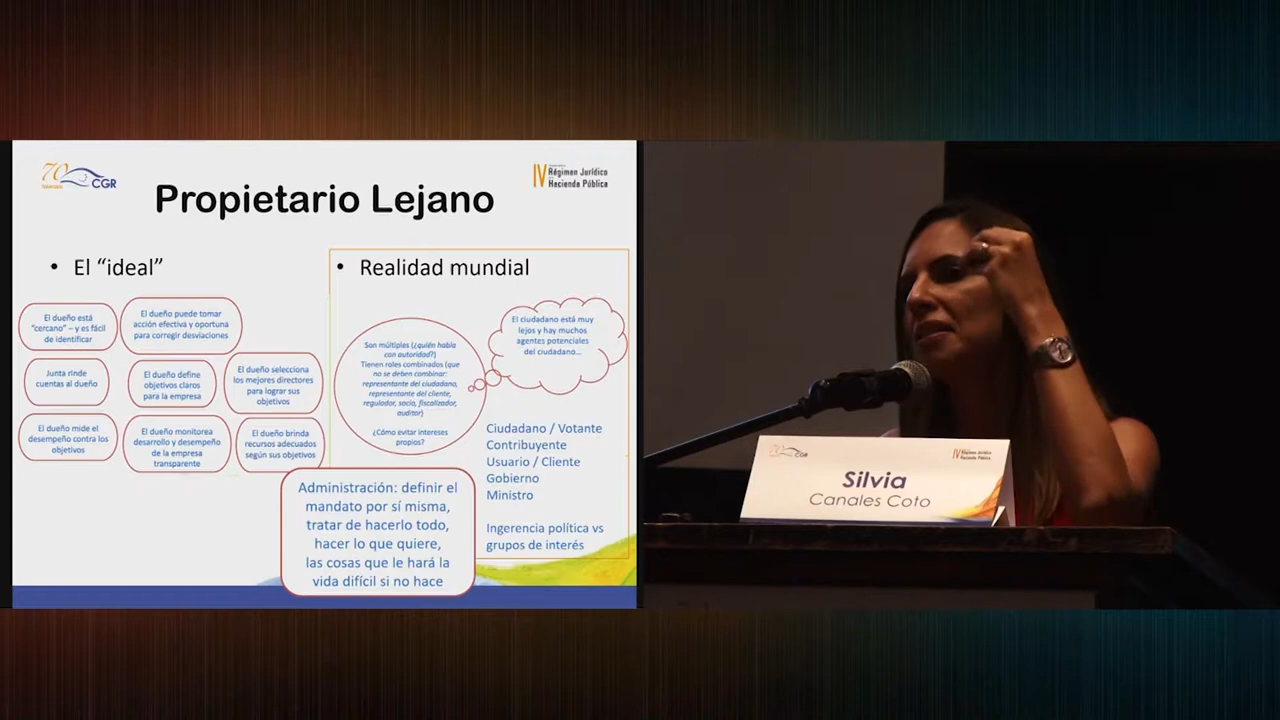 70
CGR
IV Régimen Jurídico
Hacienda Pública
Propietario Lejano
• El “ideal”
El dueño está
“cercano” – y es fácil
de identificar
El dueño puede tomar
acción efectiva y oportuna
para corregir desviaciones
Junta rinde
cuentas al dueño
El dueño define
objetivos claros
para la empresa
El dueño selecciona
los mejores directores
para lograr sus
objetivos
El dueño mide el
desempeño contra los
objetivos
El dueño monitorea
desarrollo y desempeño
de la empresa
transparente
El dueño brinda
recursos adecuados
según sus objetivos
• Realidad mundial
Son múltiples (¿quién habla
con autoridad?)
Tienen roles combinados (que
no se deben combinar:
representante del ciudadano,
representante del cliente,
regulador, socio, fiscalizador,
auditor)
¿Cómo evitar intereses
propios?
El ciudadano está muy
lejos y hay muchos
agentes potenciales
del ciudadano...
Ciudadano / Votante
Contribuyente
Usuario / Cliente
Gobierno
Ministro
Ingerencia política vs
grupos de interés
Administración: definir el
mandato por sí misma,
tratar de hacerlo todo,
hacer lo que quiere,
las cosas que le hará la
vida difícil si no hace
CGR
IV Régimen Jurídico
Hacienda Pública
Silvia
Canales Coto